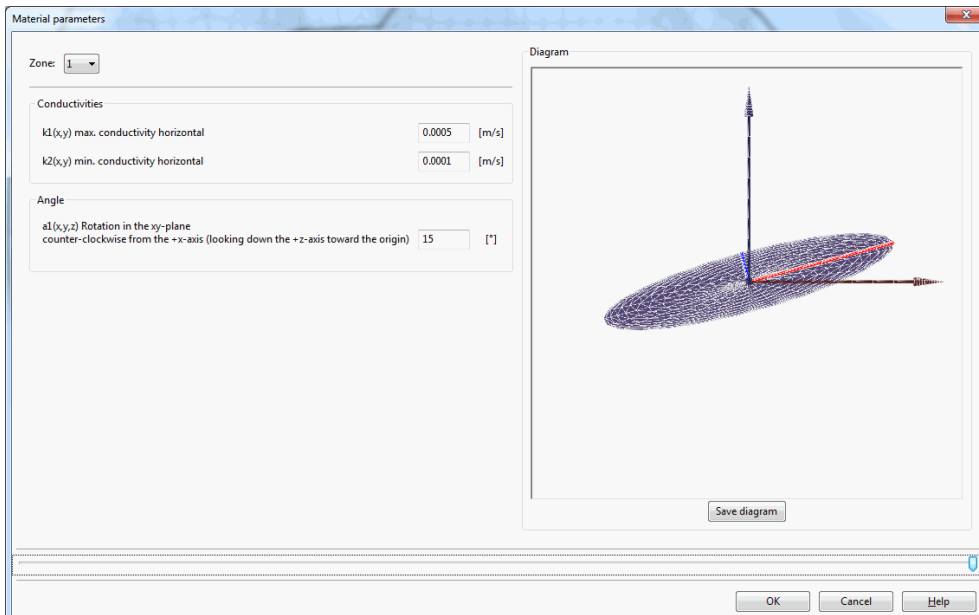 Material parameters
Zone: 1
Diagram
Conductivities
k1(x,y) max. conductivity horizontal 0.0005 [m/s]
k2(x,y) min. conductivity horizontal 0.0001 [m/s]
Angle
a1(x,y,z) Rotation in the xy-plane
counter-clockwise from the +x-axis (looking down the +z-axis toward the origin) 15 [°]
Save diagram
OK Cancel Help